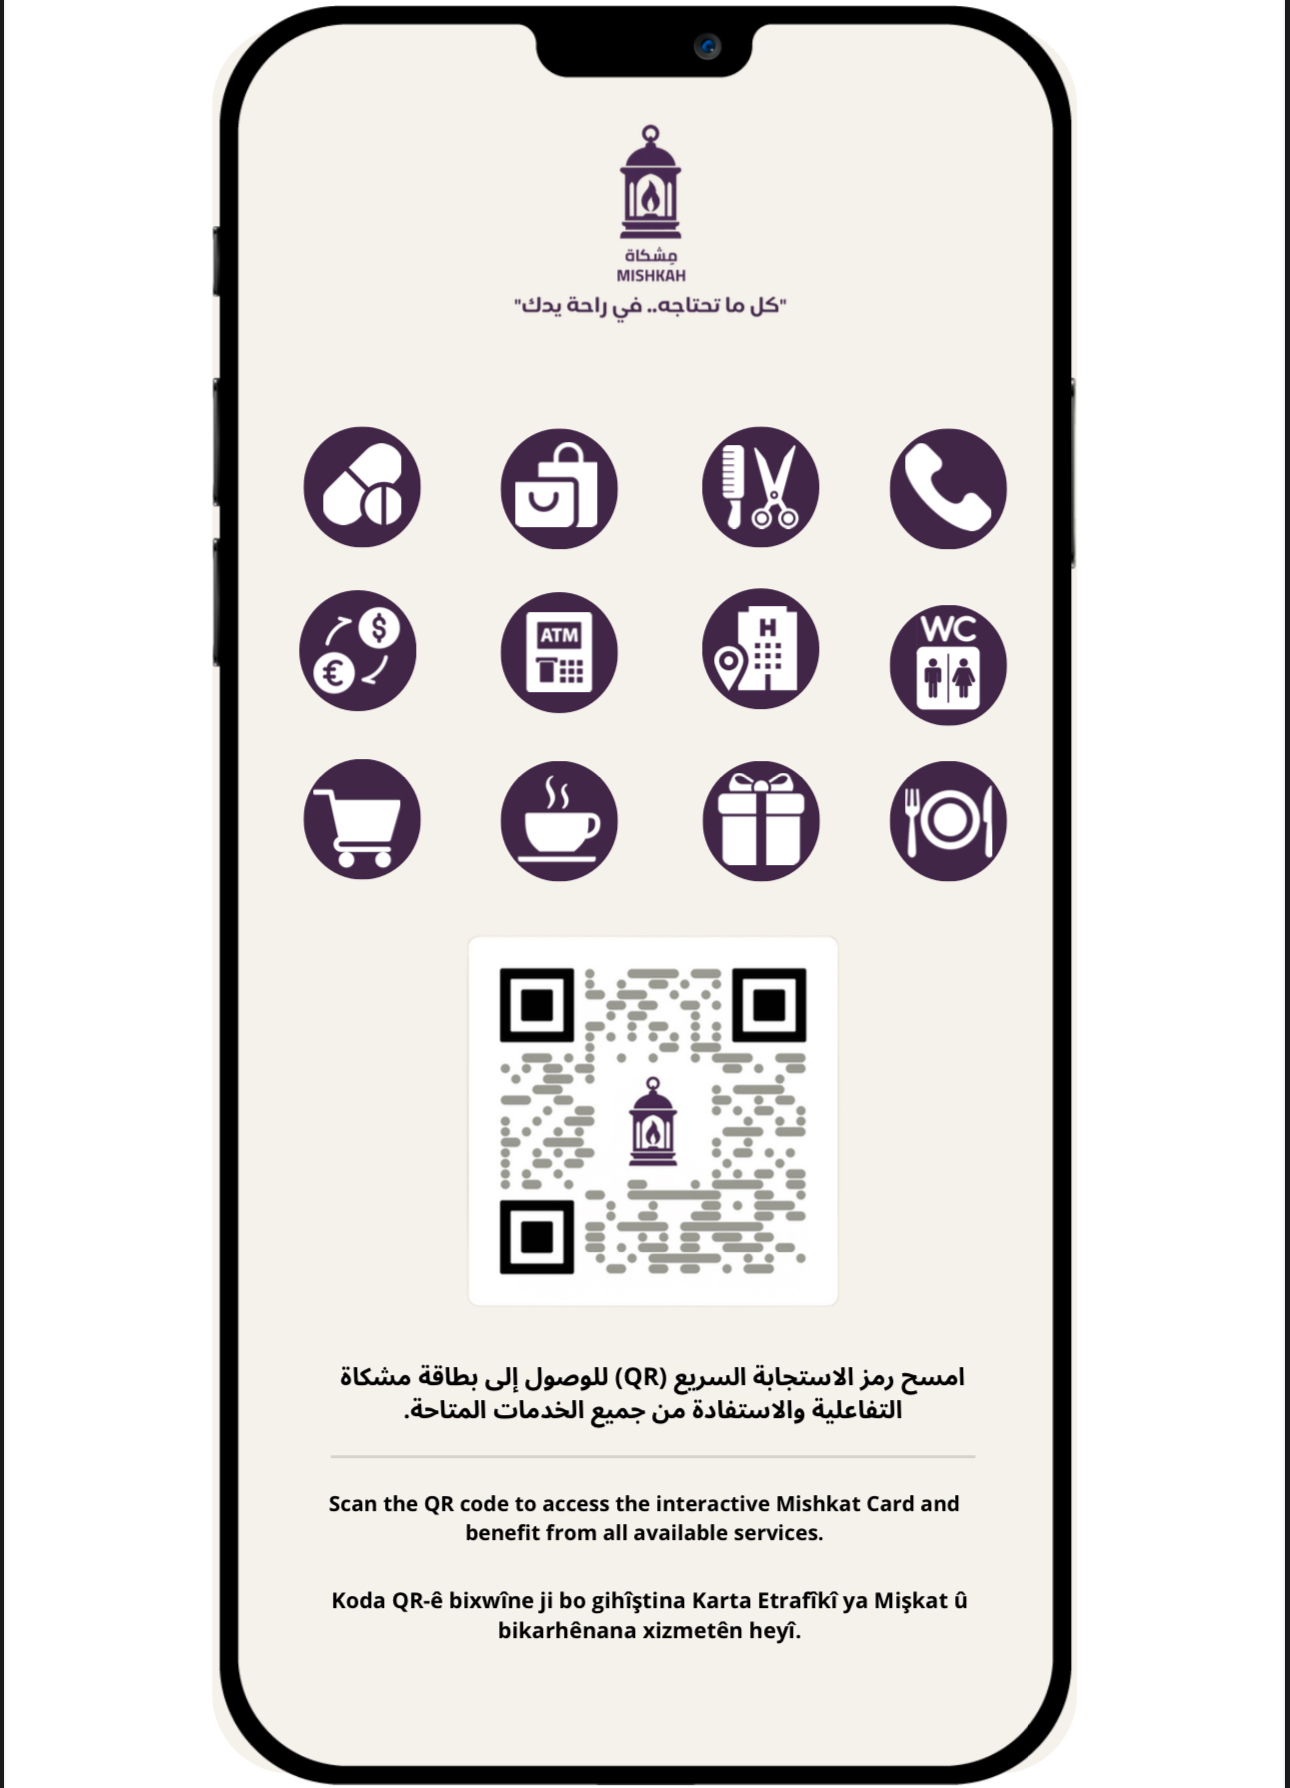 مِشكاة
MISHKAH
"كل ما تحتاجه.. في راحة يدك"
$
€
ATM
H
WC
امسح رمز الاستجابة السريع (QR) للوصول إلى بطاقة مشكاة
التفاعلية والاستفادة من جميع الخدمات المتاحة.
Scan the QR code to access the interactive Mishkat Card and
benefit from all available services.
Koda QR-ê bixwîne ji bo gihîştina Karta Etrafîkî ya Mişkat û
bikarhênana xizmetên heyî.